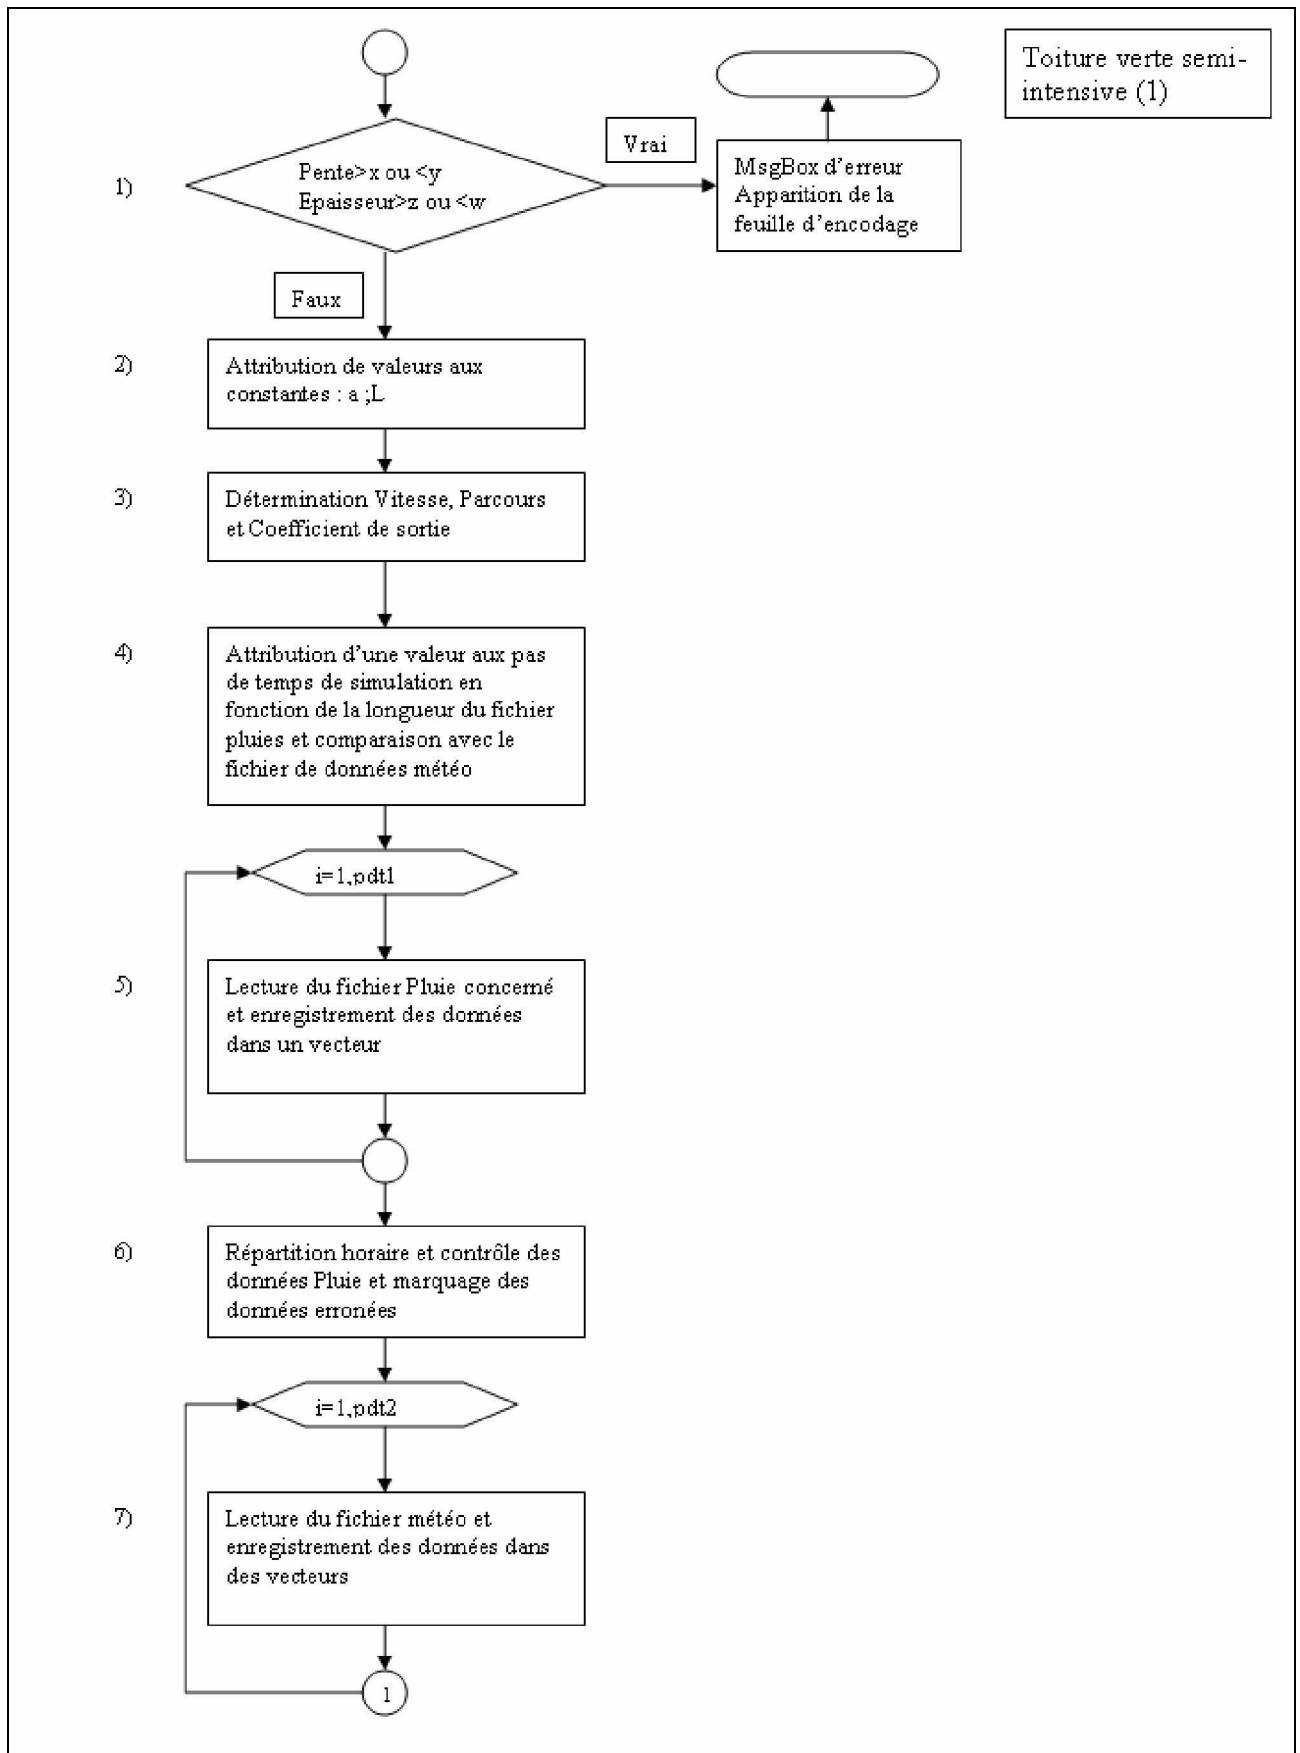 Toiture verte semi-
intensive (1)
Vrai
MsgBox d'erreur
Apparition de la
feuille d'encodage
1)
Pente>x ou <y
Epaisseur>z ou <w
Faux
2)
Attribution de valeurs aux
constantes : a ;L
3)
Détermination Vitesse, Parcours
et Coefficient de sortie
4)
Attribution d'une valeur aux pas
de temps de simulation en
fonction de la longueur du fichier
pluies et comparaison avec le
fichier de données météo
i=1,pdt1
5)
Lecture du fichier Pluie concerné
et enregistrement des données
dans un vecteur
6)
Répartition horaire et contrôle des
données Pluie et marquage des
données erronées
i=1,pdt2
7)
Lecture du fichier météo et
enregistrement des données dans
des vecteurs
1